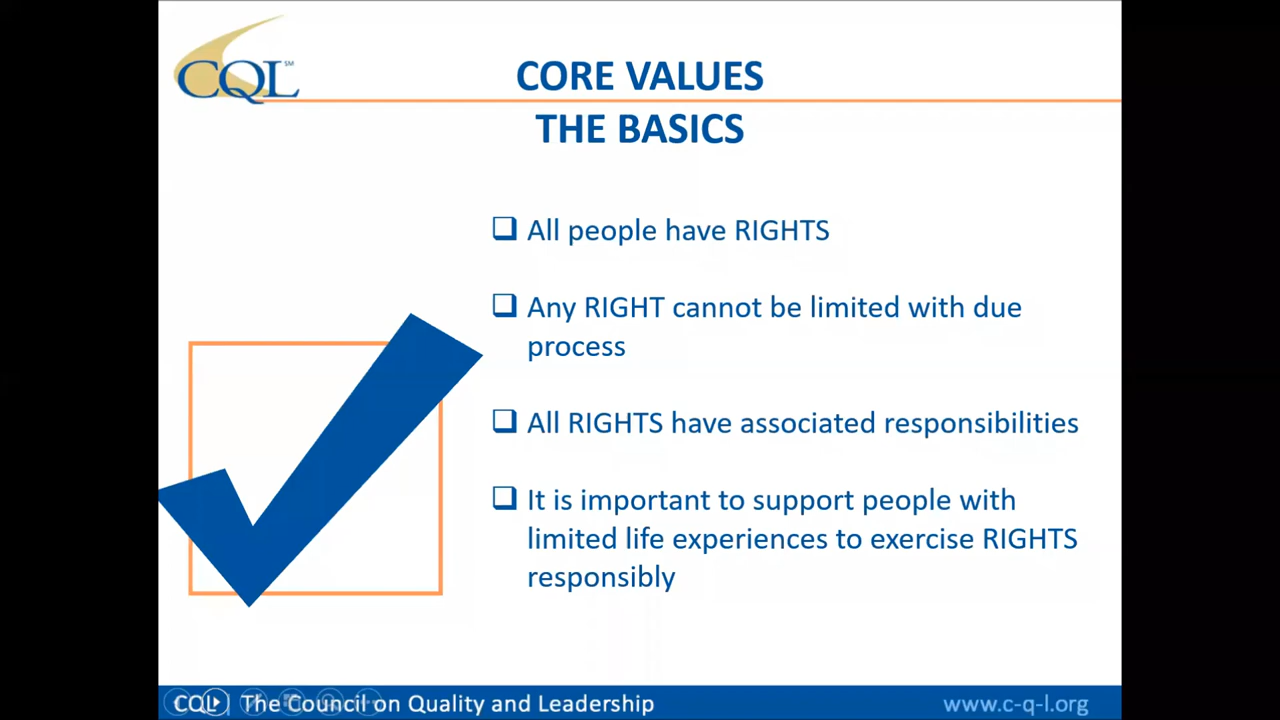 CQL
SM
CORE VALUES
THE BASICS
All people have RIGHTS
Any RIGHT cannot be limited with due
process
All RIGHTS have associated responsibilities
It is important to support people with
limited life experiences to exercise RIGHTS
responsibly
CQL | The Council on Quality and Leadership
www.c-q-l.org